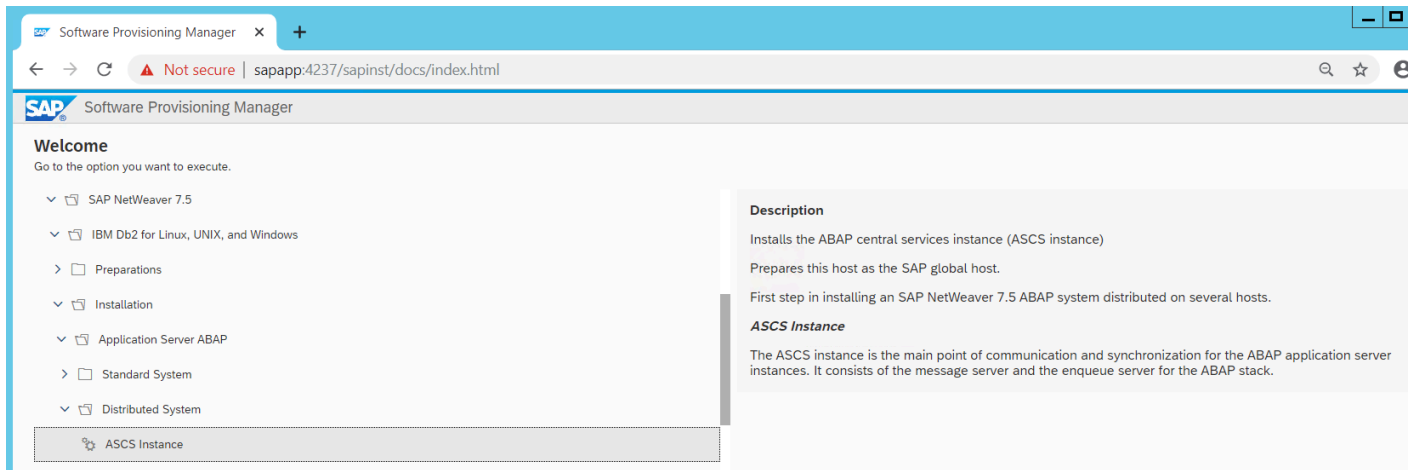 Software Provisioning Manager
Not secure | sapapp:4237/sapinst/docs/index.html
SAP Software Provisioning Manager
Welcome
Go to the option you want to execute.
SAP NetWeaver 7.5
IBM Db2 for Linux, UNIX, and Windows
Preparations
Installation
Application Server ABAP
Standard System
Distributed System
ASCS Instance
Description
Installs the ABAP central services instance (ASCS instance)
Prepares this host as the SAP global host.
First step in installing an SAP NetWeaver 7.5 ABAP system distributed on several hosts.
ASCS Instance
The ASCS instance is the main point of communication and synchronization for the ABAP application server
instances. It consists of the message server and the enqueue server for the ABAP stack.